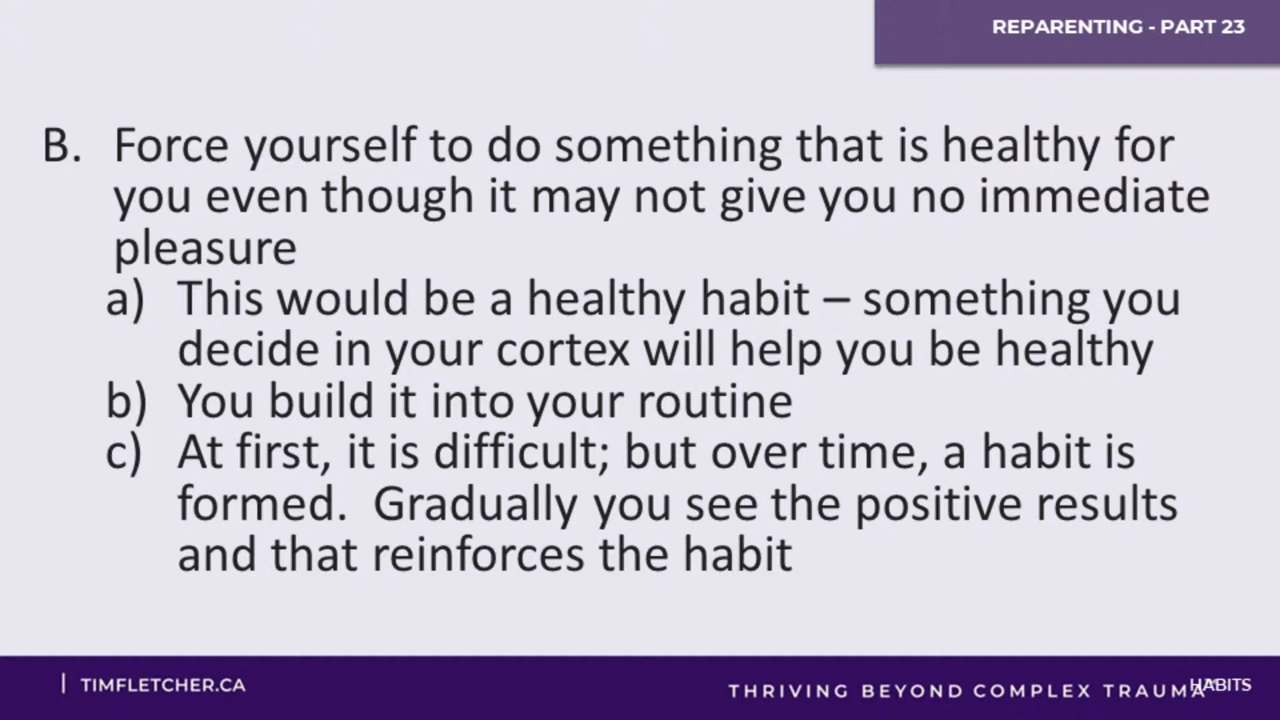 REPARENTING - PART 23
B. Force yourself to do something that is healthy for
you even though it may not give you no immediate
pleasure
a) This would be a healthy habit – something you
decide in your cortex will help you be healthy
b) You build it into your routine
c) At first, it is difficult; but over time, a habit is
formed.  Gradually you see the positive results
and that reinforces the habit
| TIMFLETCHER.CA
THRIVING BEYOND COMPLEX TRAUMA
HABITS